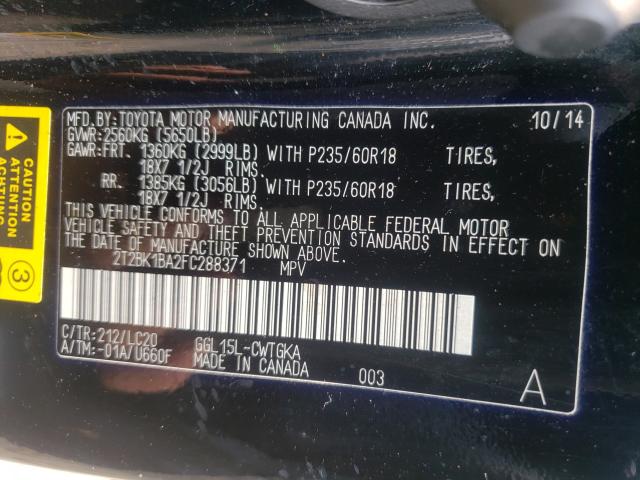 MFD.BY:TOYOTA MOTOR MANUFACTURING CANADA INC. 10/14
GVWR:2560KG (5650LB)
GAWR:FRT. 1360KG (2999LB) WITH P235/60R18 TIRES,
18X7 1/2J RIMS.
RR. 1385KG (3056LB) WITH P235/60R18 TIRES,
18X7 1/2J RIMS.
THIS VEHICLE CONFORMS TO ALL APPLICABLE FEDERAL MOTOR
VEHICLE SAFETY AND THEFT PREVENTION STANDARDS IN EFFECT ON
THE DATE OF MANUFACTURE SHOWN ABOVE.
2T2BK1BA2FC288371 MPV
C/TR:212/LC20 GGL15L-CWTGKA
A/TM:-01A/U660F MADE IN CANADA
003 A
CAUTION
ATTENTION
ACHTUNG
3